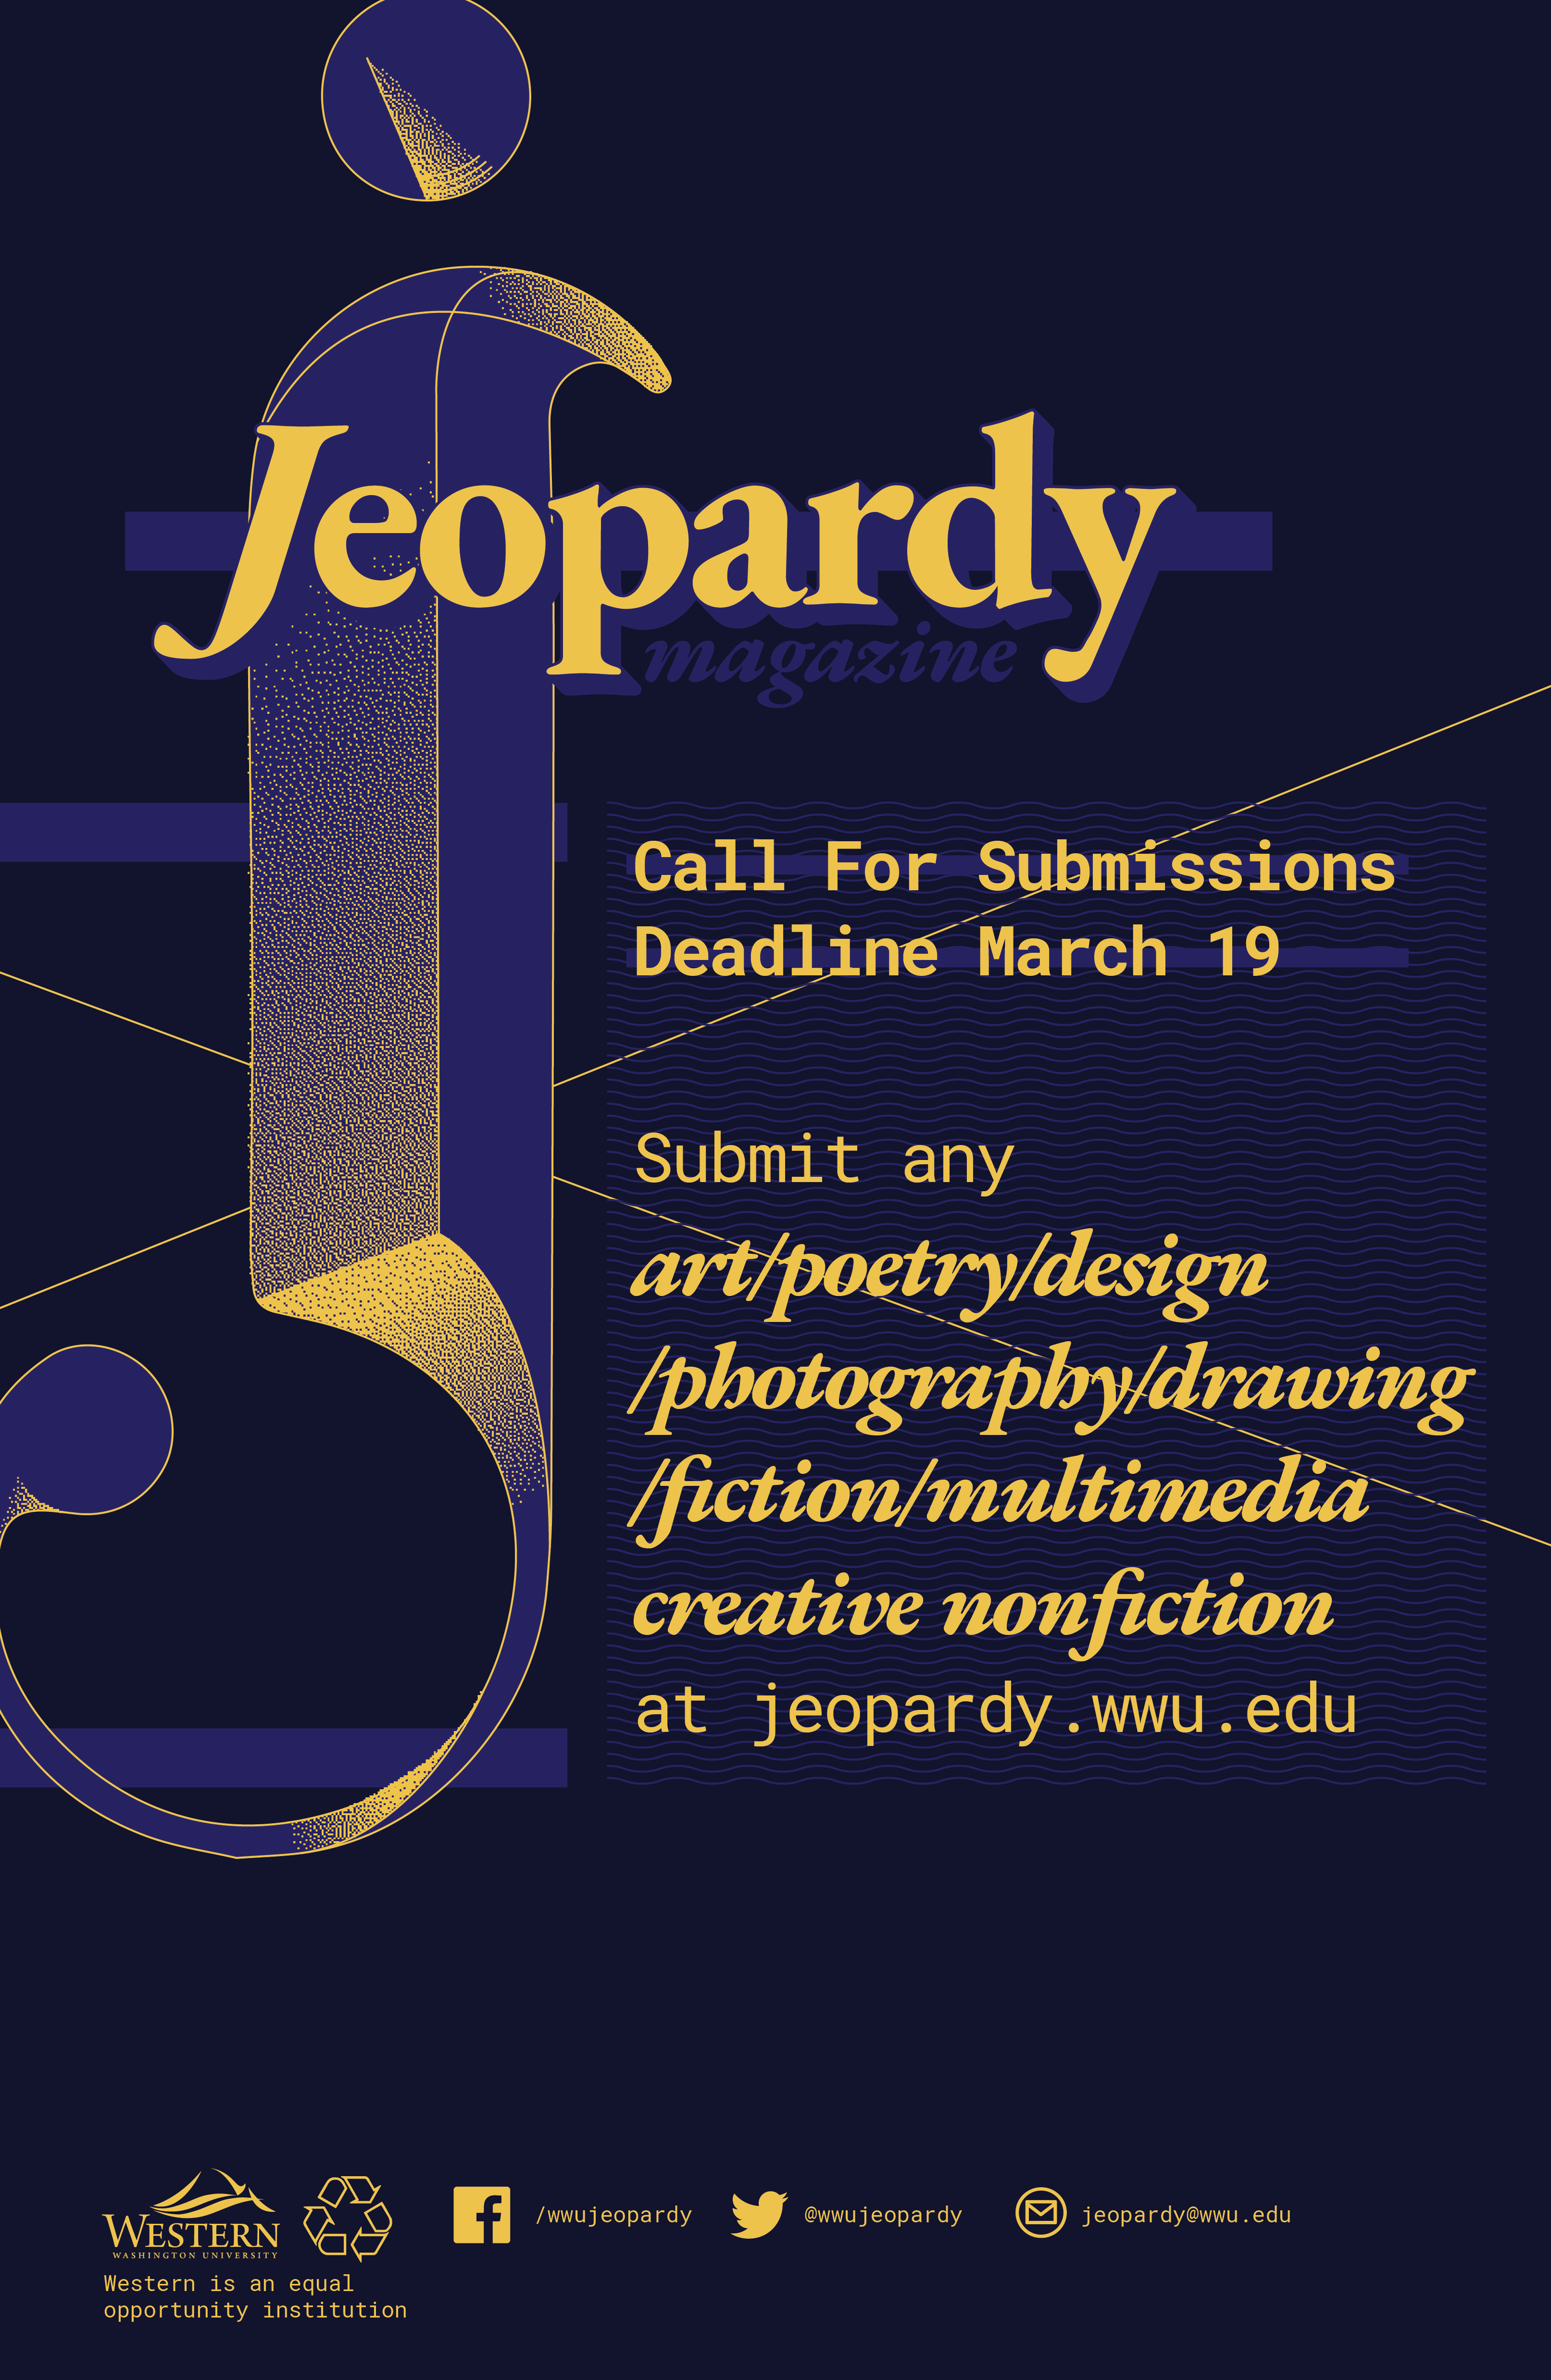 Jeopardy
magazine
Call For Submissions
Deadline March 19
Submit any
art/poetry/design
/photography/drawing
/fiction/multimedia
creative nonfiction
at jeopardy.wwu.edu
WESTERN
WASHINGTON UNIVERSITY
/wwujeopardy
@wwujeopardy
jeopardy@wwu.edu
Western is an equal
opportunity institution